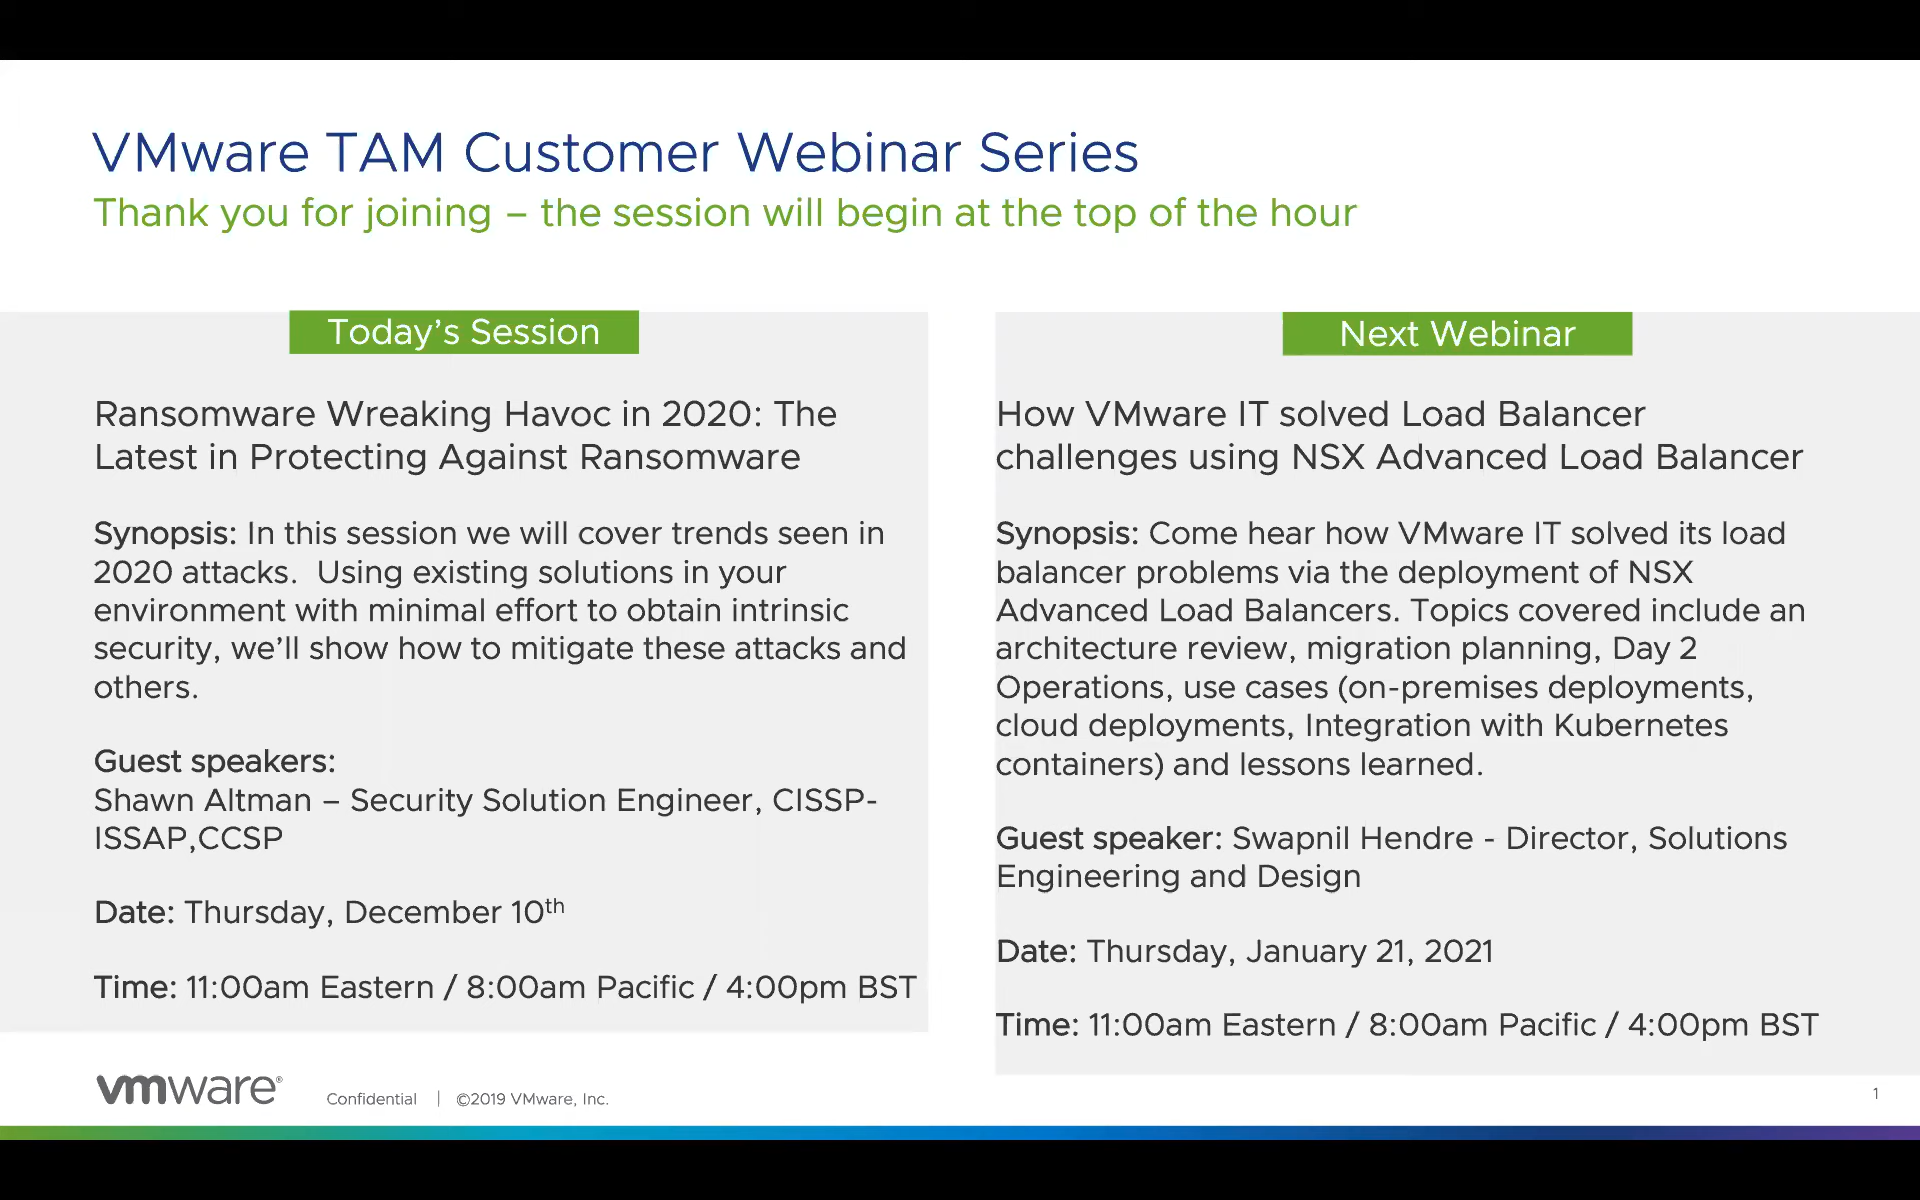 VMware TAM Customer Webinar Series
Thank you for joining – the session will begin at the top of the hour
Today’s Session
Ransomware Wreaking Havoc in 2020: The
Latest in Protecting Against Ransomware
Synopsis: In this session we will cover trends seen in
2020 attacks.  Using existing solutions in your
environment with minimal effort to obtain intrinsic
security, we’ll show how to mitigate these attacks and
others.
Guest speakers:
Shawn Altman – Security Solution Engineer, CISSP-
ISSAP,CCSP
Date: Thursday, December 10th
Time: 11:00am Eastern / 8:00am Pacific / 4:00pm BST
Next Webinar
How VMware IT solved Load Balancer
challenges using NSX Advanced Load Balancer
Synopsis: Come hear how VMware IT solved its load
balancer problems via the deployment of NSX
Advanced Load Balancers. Topics covered include an
architecture review, migration planning, Day 2
Operations, use cases (on-premises deployments,
cloud deployments, Integration with Kubernetes
containers) and lessons learned.
Guest speaker: Swapnil Hendre - Director, Solutions
Engineering and Design
Date: Thursday, January 21, 2021
Time: 11:00am Eastern / 8:00am Pacific / 4:00pm BST
vmware®
Confidential | ©2019 VMware, Inc.
1